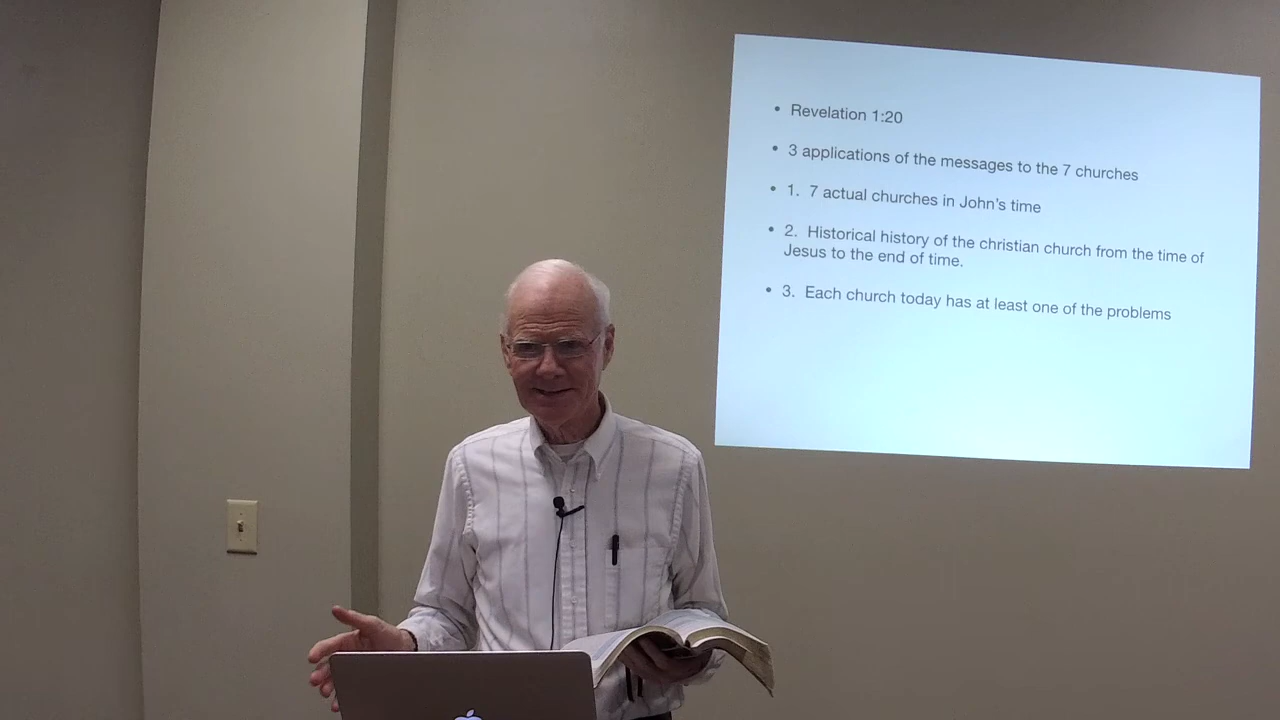 • Revelation 1:20
• 3 applications of the messages to the 7 churches
• 1. 7 actual churches in John's time
• 2. Historical history of the christian church from the time of
Jesus to the end of time.
• 3. Each church today has at least one of the problems